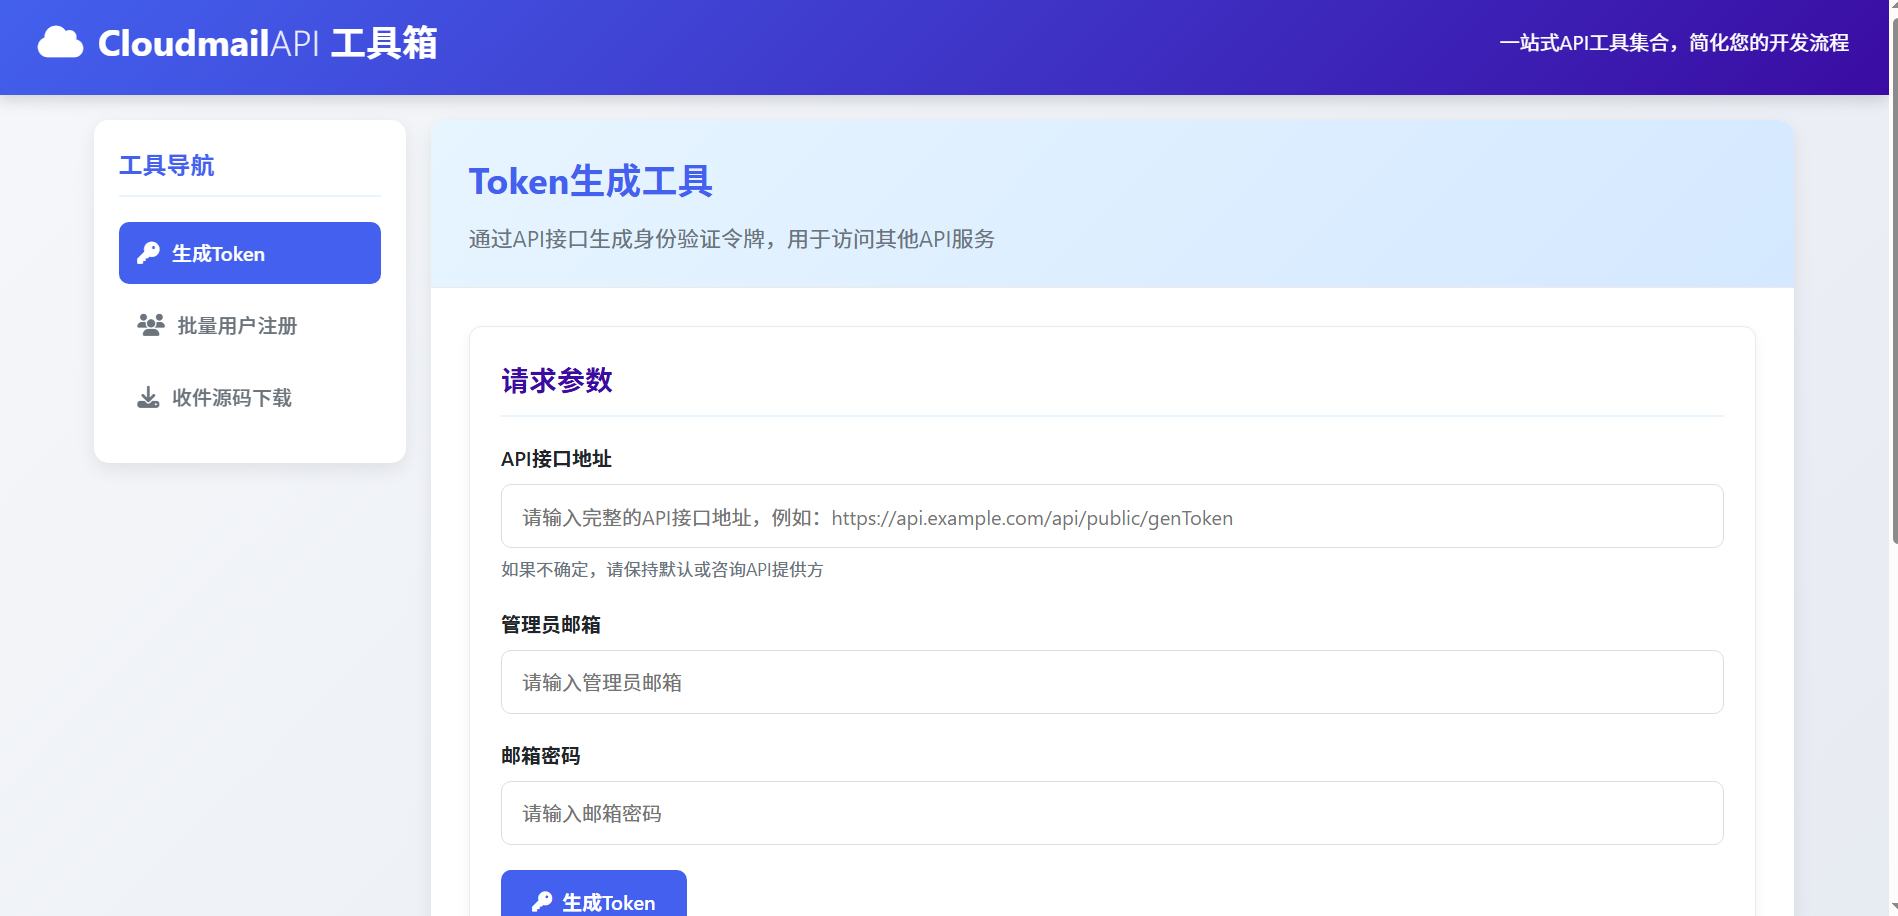 CloudmailAPI 工具箱
一站式API工具集合，简化您的开发流程
工具导航
生成Token
批量用户注册
收件源码下载
Token生成工具
通过API接口生成身份验证令牌，用于访问其他API服务
请求参数
API接口地址
请输入完整的API接口地址，例如：https://api.example.com/api/public/genToken
如果不确定，请保持默认或咨询API提供方
管理员邮箱
请输入管理员邮箱
邮箱密码
请输入邮箱密码
生成Token